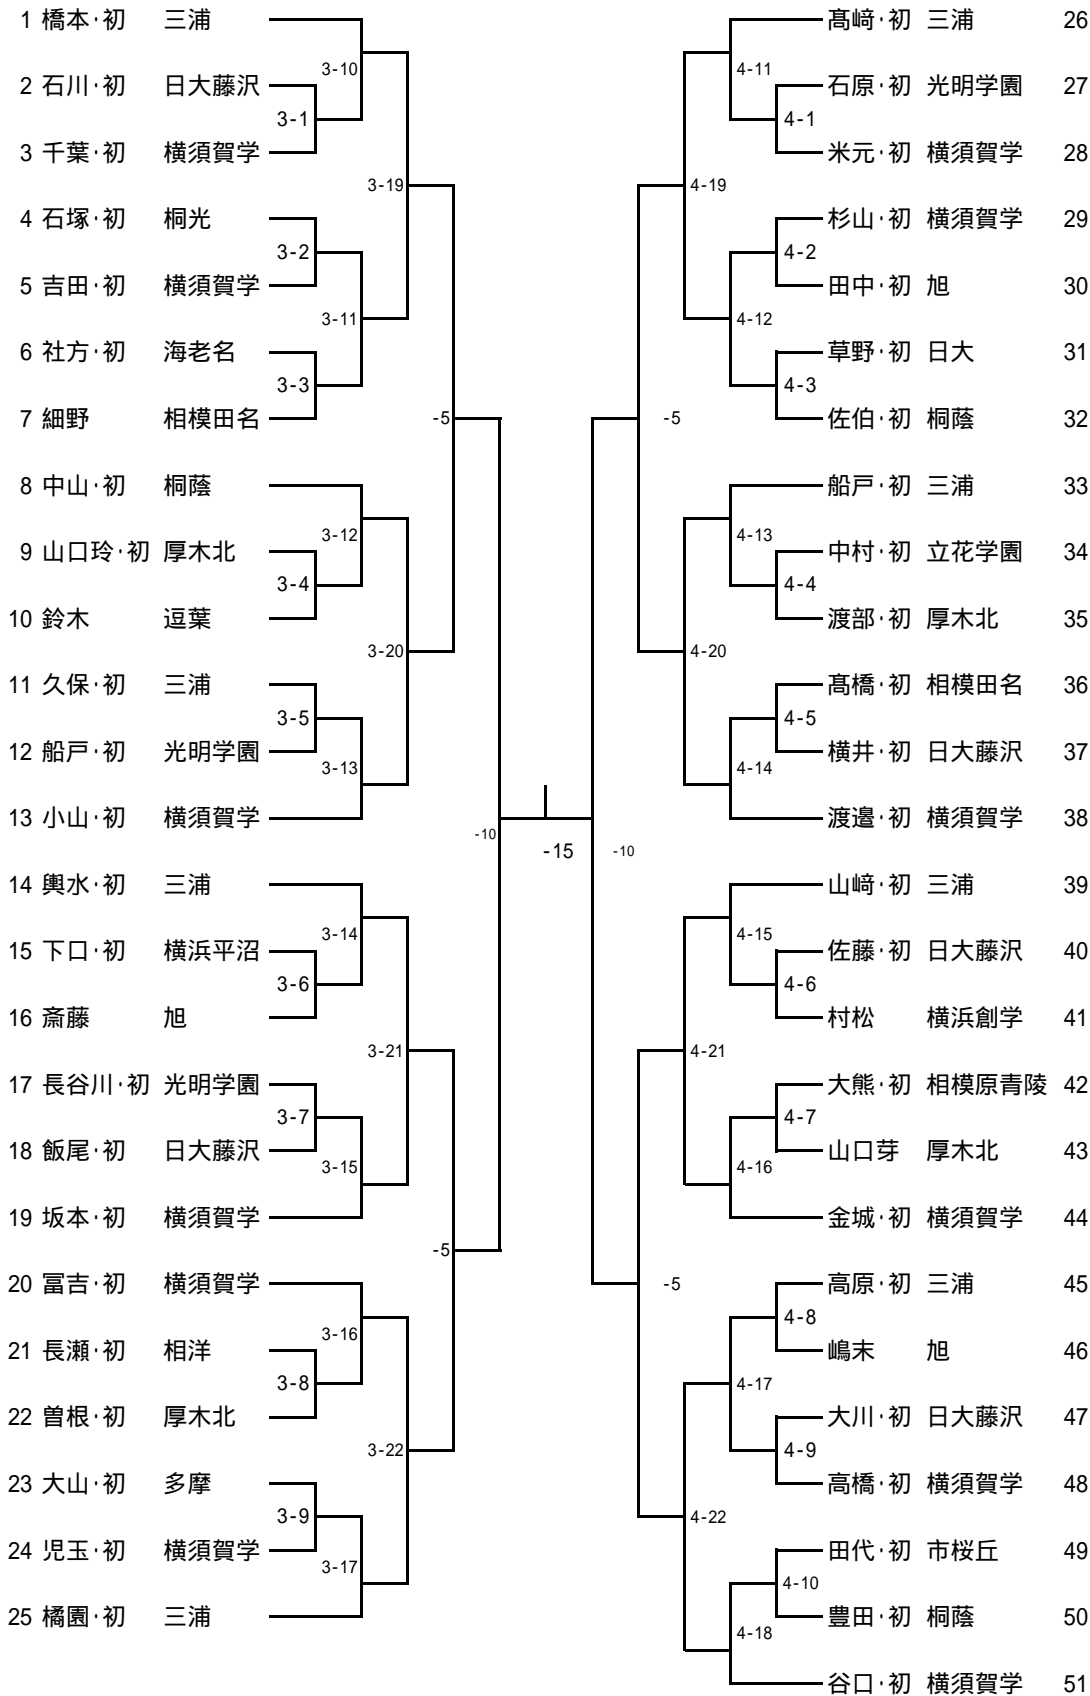 1 橋本・初 三浦
3-10
2 石川・初 日大藤沢
3-1
3 千葉・初 横須賀学
3-19
4 石塚・初 桐光
3-2
5 吉田・初 横須賀学
3-11
6 社方・初 海老名
3-3
7 細野 相模田名
-5
8 中山・初 桐蔭
3-12
9 山口玲・初 厚木北
3-4
10 鈴木 逗葉
3-20
11 久保・初 三浦
3-5
12 船戸・初 光明学園
3-13
13 小山・初 横須賀学
-10
14 輿水・初 三浦
3-14
15 下口・初 横浜平沼
3-6
16 斎藤 旭
3-21
17 長谷川・初 光明学園
3-7
18 飯尾・初 日大藤沢
3-15
19 坂本・初 横須賀学
-5
20 冨吉・初 横須賀学
3-16
21 長瀬・初 相洋
3-8
22 曽根・初 厚木北
3-22
23 大山・初 多摩
3-9
24 児玉・初 横須賀学
3-17
25 橘園・初 三浦
-15
髙﨑・初 三浦 26
4-11
石原・初 光明学園 27
4-1
米元・初 横須賀学 28
4-19
杉山・初 横須賀学 29
4-2
田中・初 旭 30
4-12
草野・初 日大 31
4-3
佐伯・初 桐蔭 32
-5
船戸・初 三浦 33
4-13
中村・初 立花学園 34
4-4
渡部・初 厚木北 35
4-20
髙橋・初 相模田名 36
4-5
横井・初 日大藤沢 37
4-14
渡邉・初 横須賀学 38
-10
山﨑・初 三浦 39
4-15
佐藤・初 日大藤沢 40
4-6
村松 横浜創学 41
4-21
大熊・初 相模原青陵 42
4-7
山口芽 厚木北 43
4-16
金城・初 横須賀学 44
-5
高原・初 三浦 45
4-8
嶋末 旭 46
4-17
大川・初 日大藤沢 47
4-9
高橋・初 横須賀学 48
4-22
田代・初 市桜丘 49
4-10
豊田・初 桐蔭 50
4-18
谷口・初 横須賀学 51